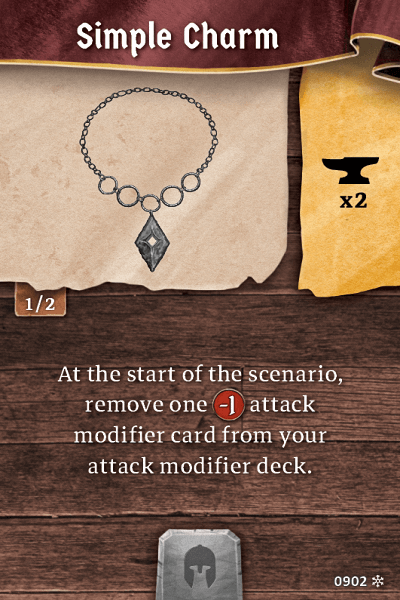 Simple Charm
x2
1/2
At the start of the scenario,
remove one -1 attack
modifier card from your
attack modifier deck.
0902